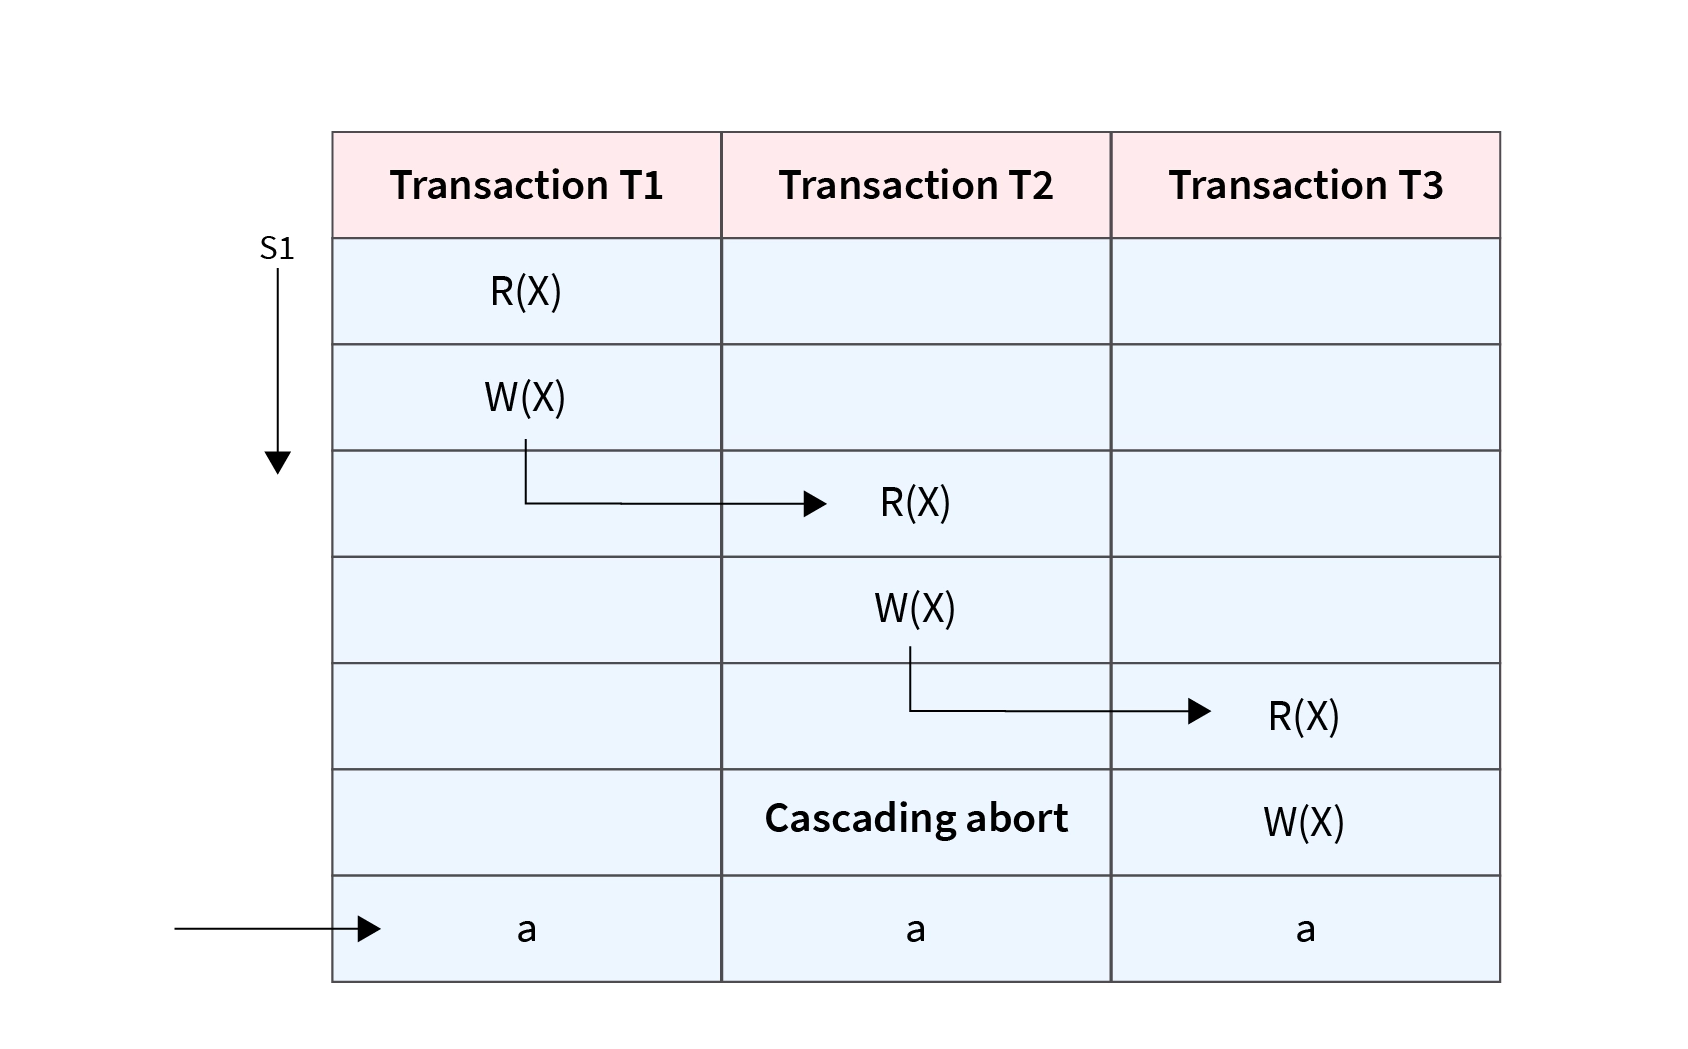 Transaction T1 Transaction T2 Transaction T3
S1
R(X)
W(X)
R(X)
W(X)
R(X)
Cascading abort W(X)
a a a